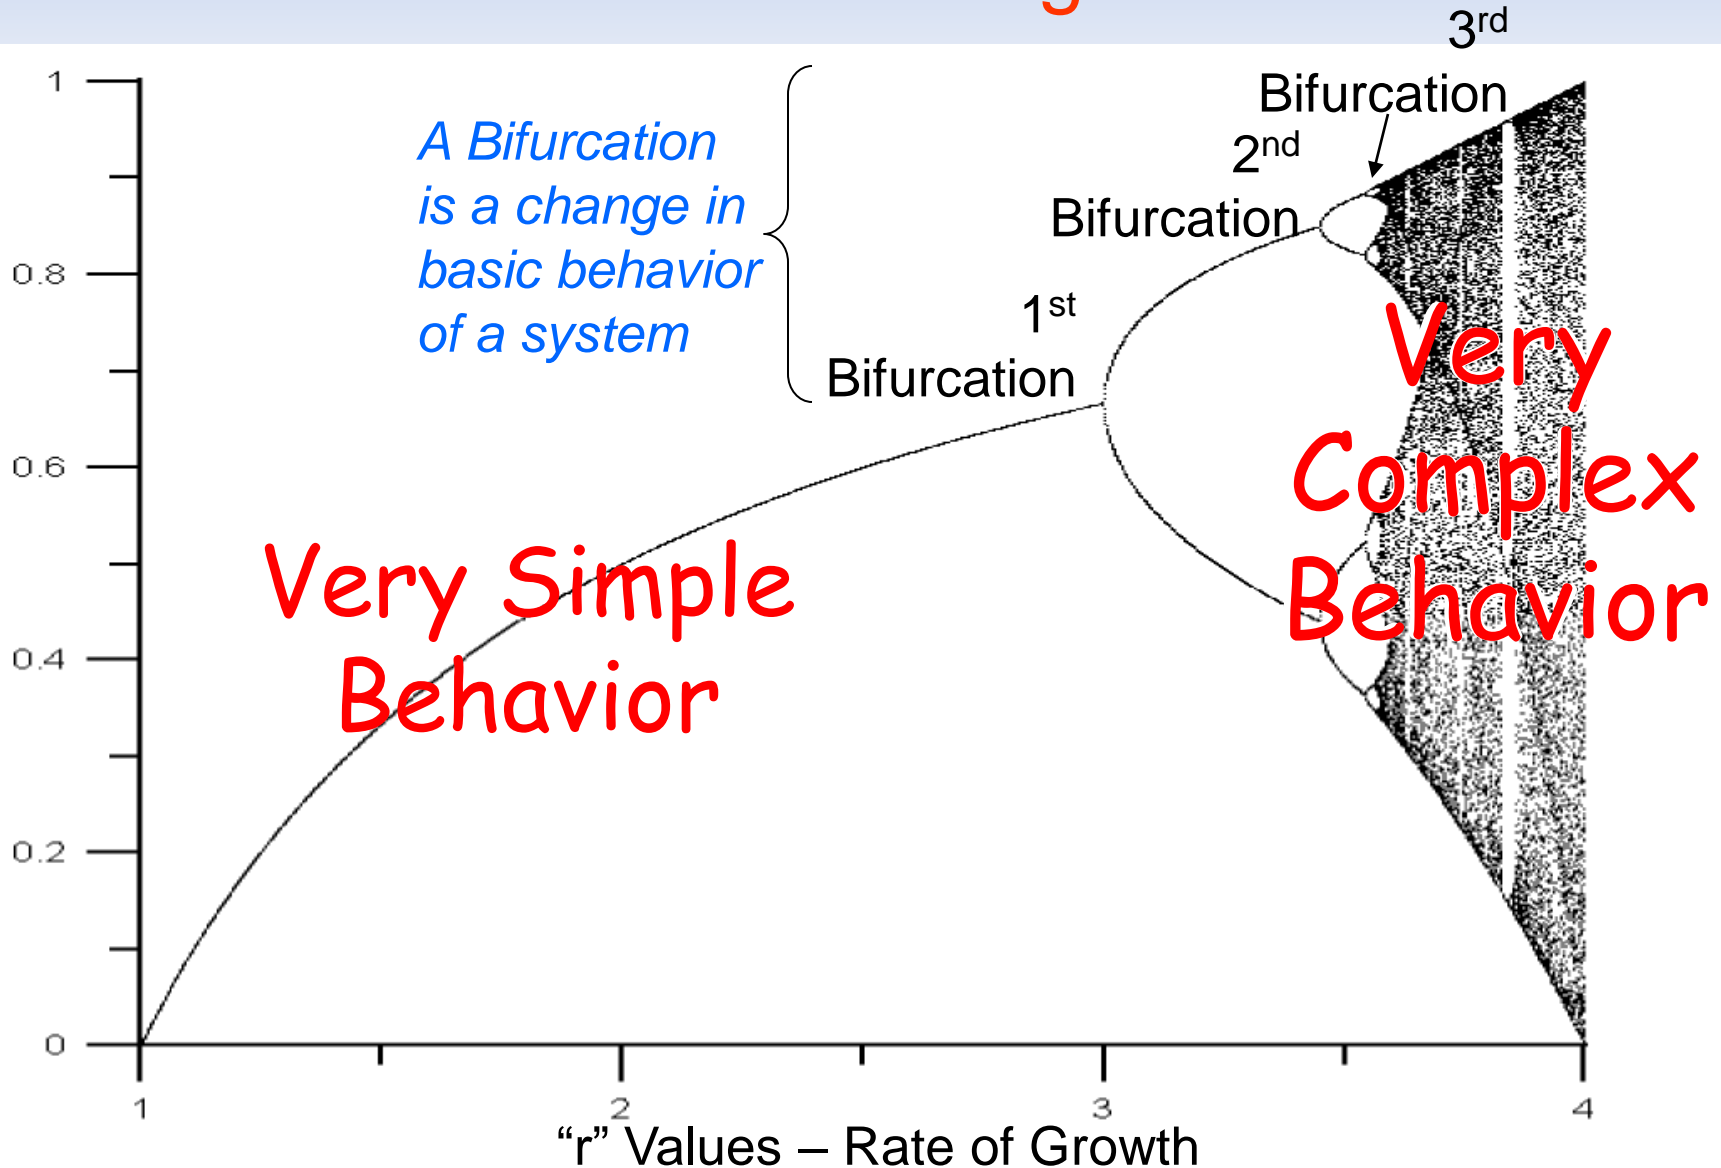 3rd
Bifurcation
2nd
Bifurcation
1st
Bifurcation
A Bifurcation
is a change in
basic behavior
of a system
Very Simple
Behavior
Very
Complex
Behavior
1
0.8
0.6
0.4
0.2
0
1 2 3 4
“r” Values – Rate of Growth